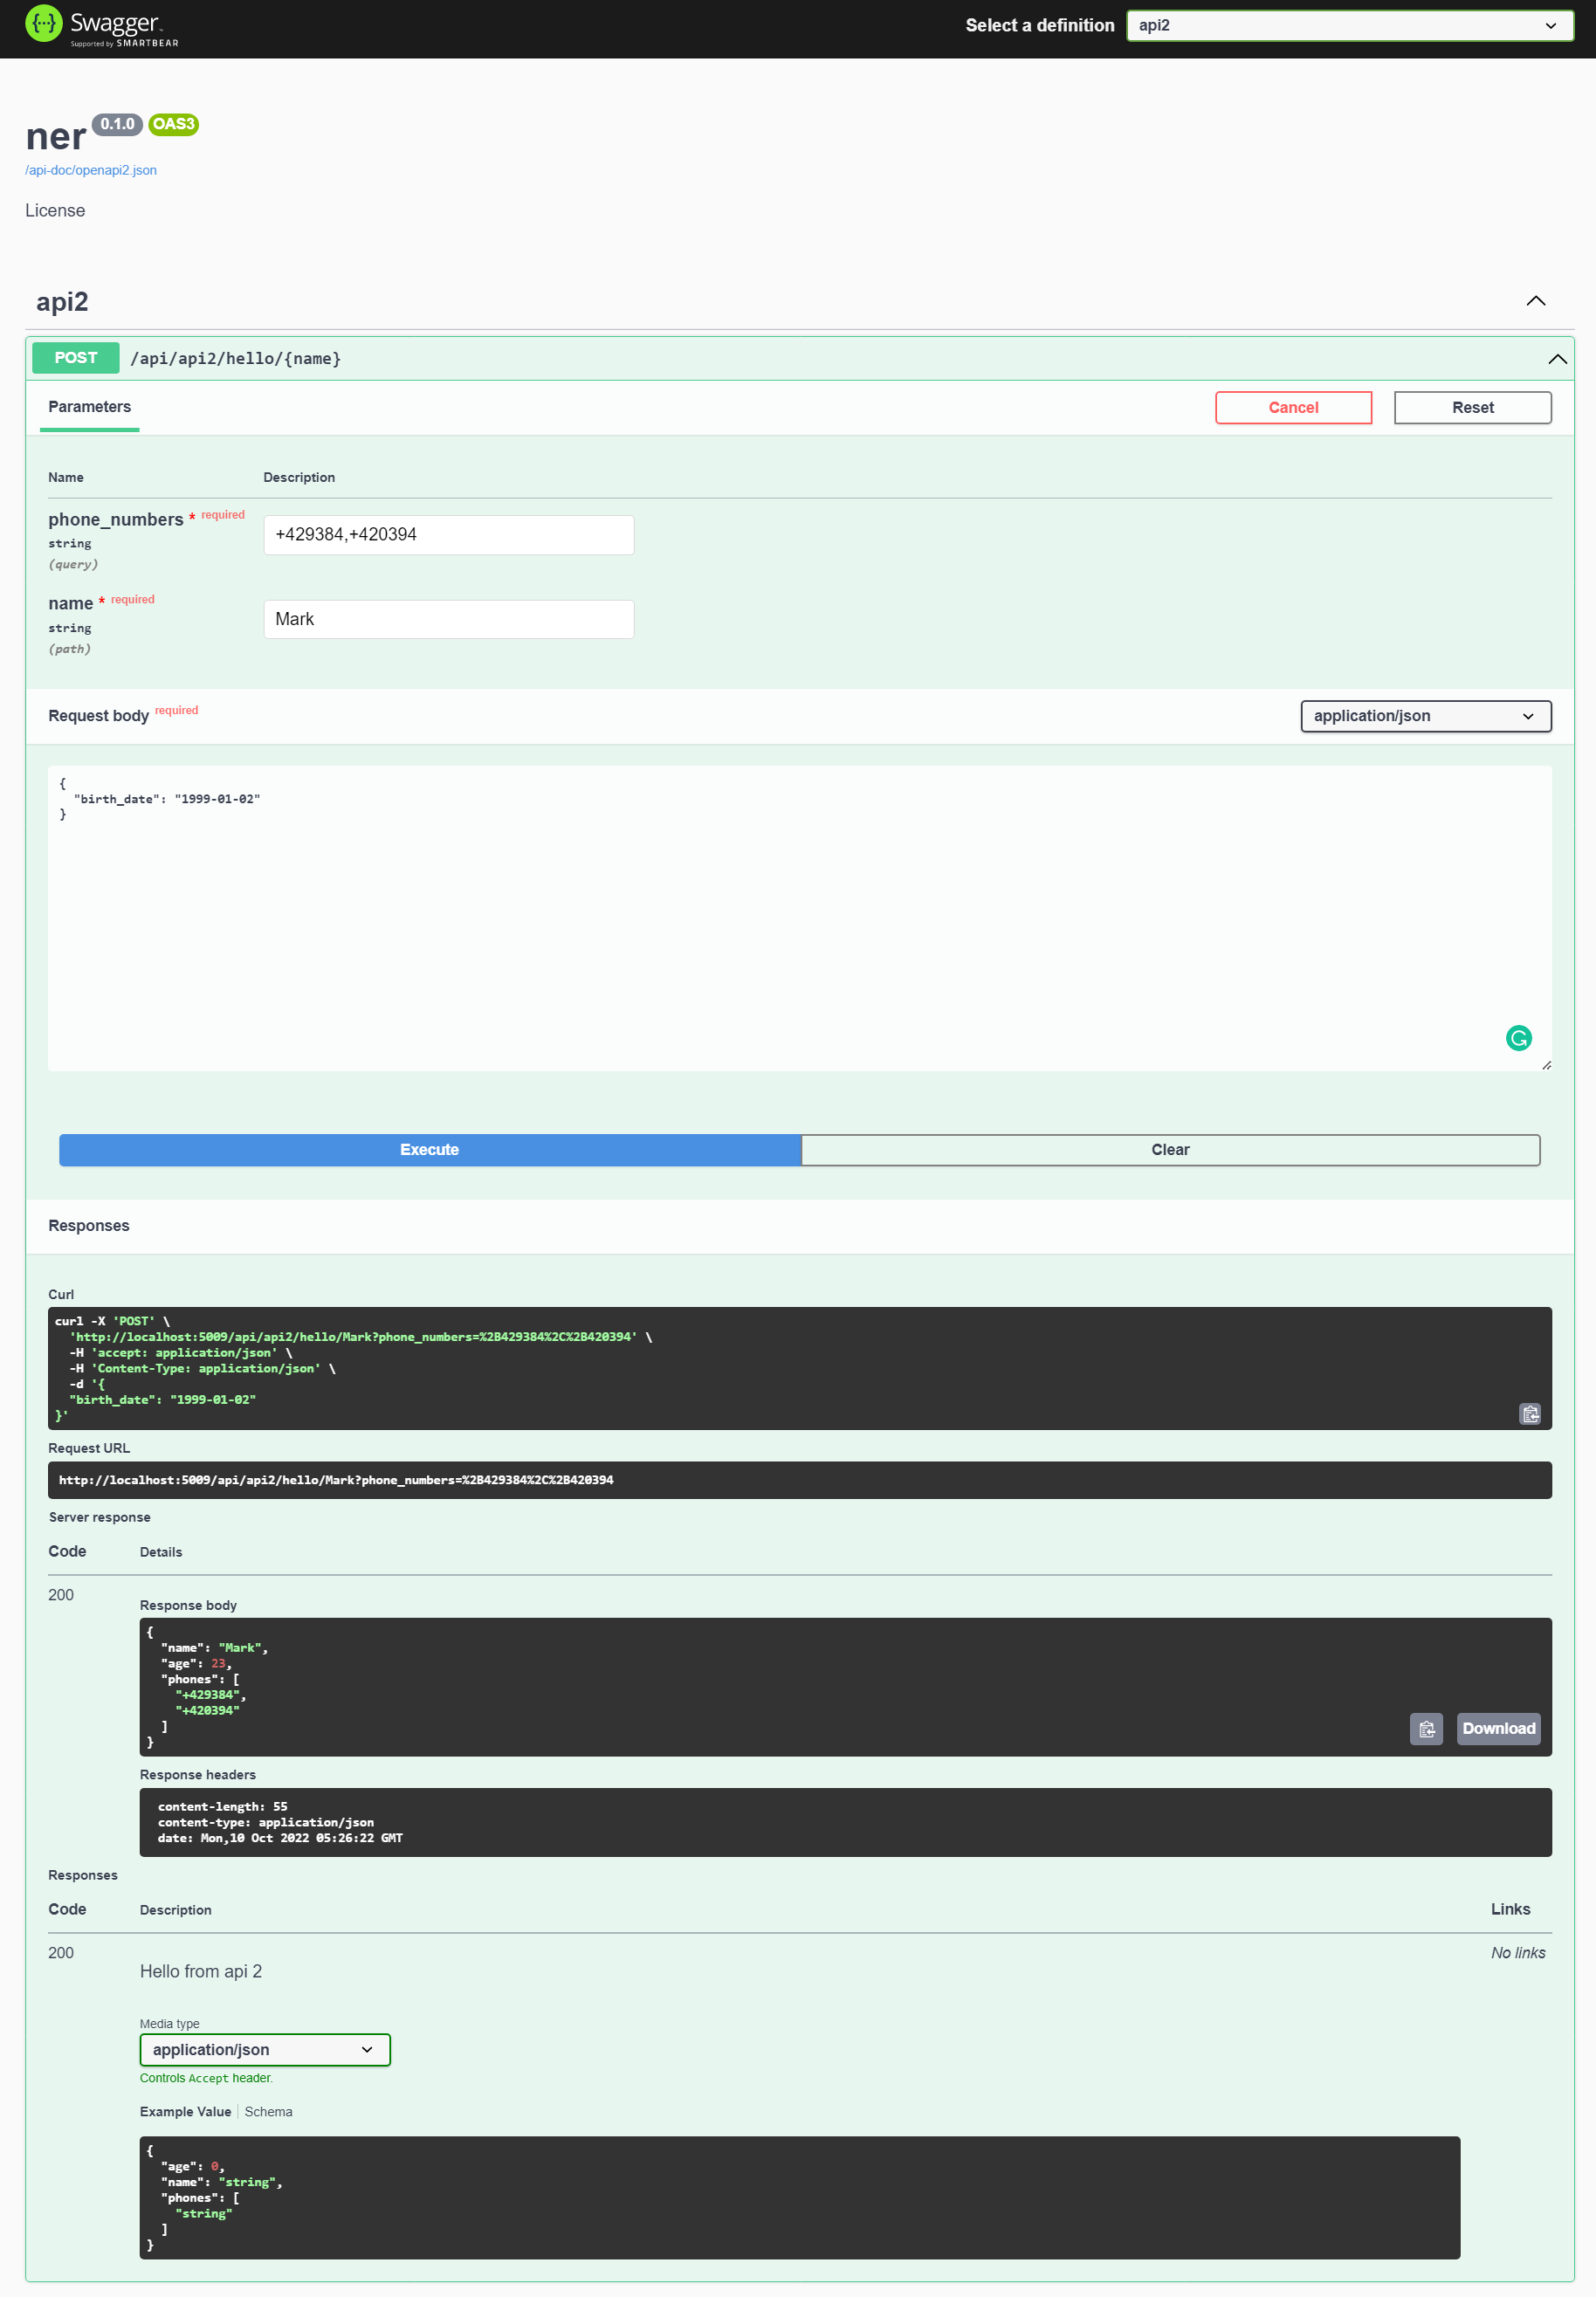 Swagger
Supported by SMARTBEAR
Select a definition
api2
ner 0.1.0 OAS3
/api-doc/openapi2.json
License
api2
POST /api/api2/hello/{name}
Parameters
Cancel
Reset
Name Description
phone_numbers * required
string
(query)
+429384,+420394
name * required
string
(path)
Mark
Request body required
application/json
{
  "birth_date": "1999-01-02"
}
Execute
Clear
Responses
Curl
curl -X 'POST' \
  'http://localhost:5009/api/api2/hello/Mark?phone_numbers=%2B429384%2C%2B420394' \
  -H 'accept: application/json' \
  -H 'Content-Type: application/json' \
  -d '{
  "birth_date": "1999-01-02"
}'
Request URL
http://localhost:5009/api/api2/hello/Mark?phone_numbers=%2B429384%2C%2B420394
Server response
Code Details
200
Response body
{
  "name": "Mark",
  "age": 23,
  "phones": [
    "+429384",
    "+420394"
  ]
}
Download
Response headers
content-length: 55
content-type: application/json
date: Mon,10 Oct 2022 05:26:22 GMT
Responses
Code Description Links
200
No links
Hello from api 2
Media type
application/json
Controls Accept header.
Example Value Schema
{
  "age": 0,
  "name": "string",
  "phones": [
    "string"
  ]
}